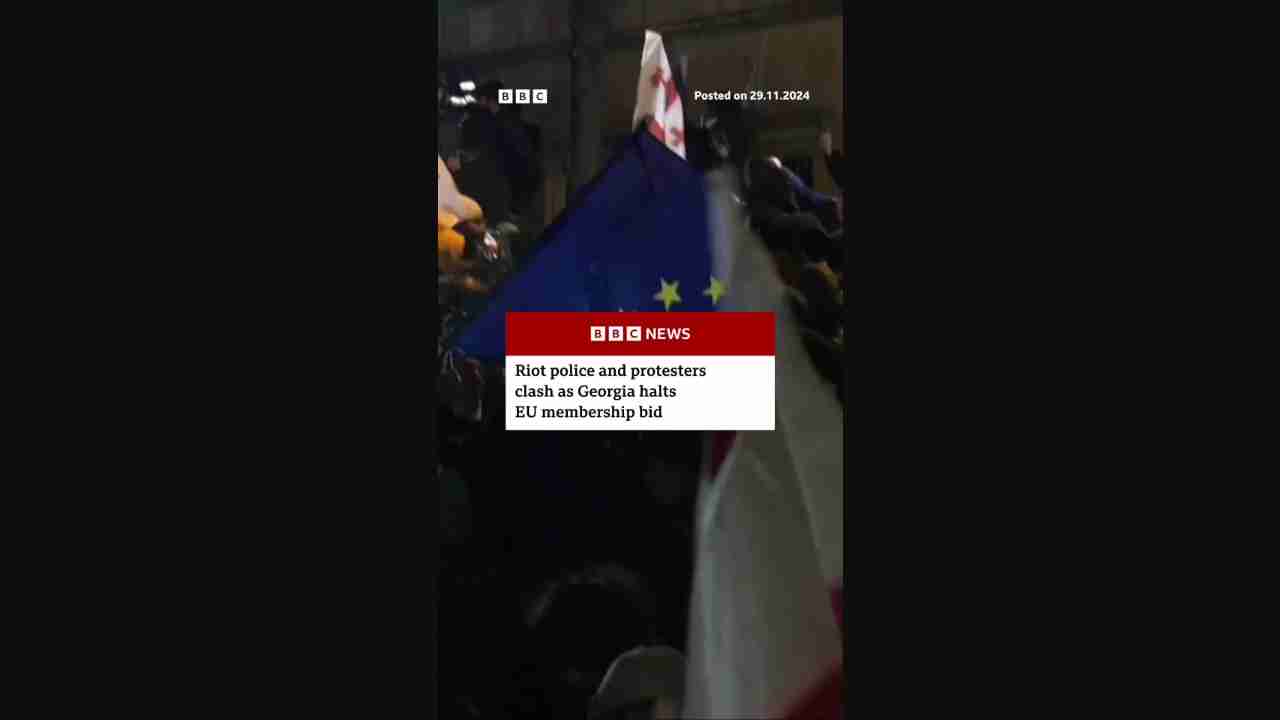 BBC
Posted on 29.11.2024
BBC NEWS
Riot police and protesters
clash as Georgia halts
EU membership bid